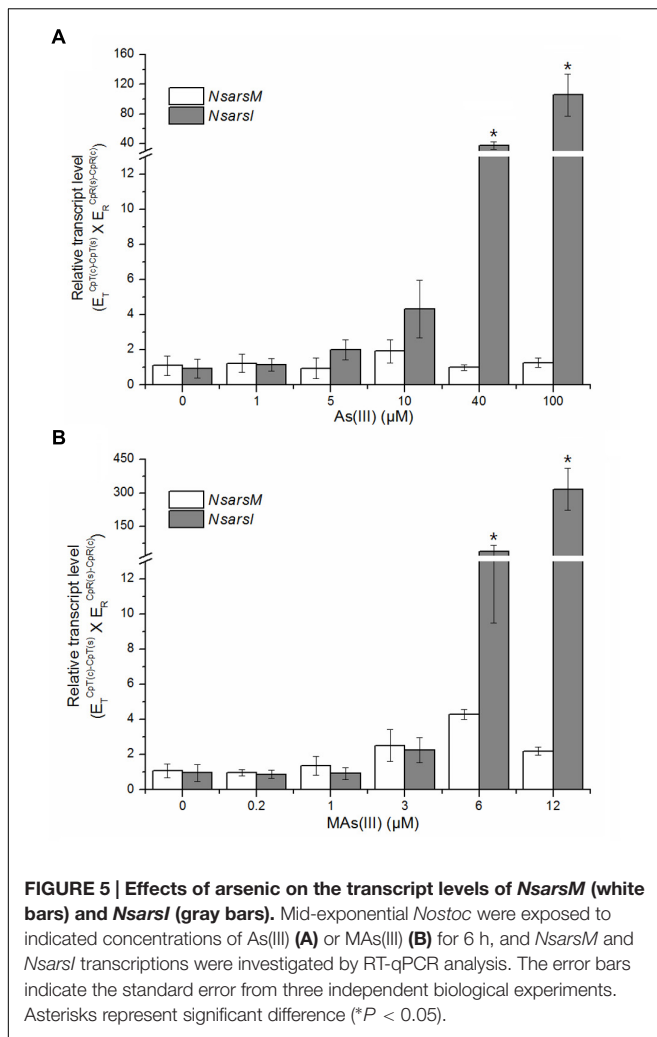 A
160
120
80
40
12
10
8
6
4
2
0
Relative transcript level
(E_T^CpT(c)-CpT(s) X E_R^CpR(s)-CpR(c))
NsarsM
NsarsI
*
*
0 1 5 10 40 100
As(III) (µM)
B
450
300
150
12
10
8
6
4
2
0
Relative transcript level
(E_T^CpT(c)-CpT(s) X E_R^CpR(s)-CpR(c))
NsarsM
NsarsI
*
*
0 0.2 1 3 6 12
MAs(III) (µM)
FIGURE 5 | Effects of arsenic on the transcript levels of NsarsM (white
bars) and NsarsI (gray bars). Mid-exponential Nostoc were exposed to
indicated concentrations of As(III) (A) or MAs(III) (B) for 6 h, and NsarsM and
NsarsI transcriptions were investigated by RT-qPCR analysis. The error bars
indicate the standard error from three independent biological experiments.
Asterisks represent significant difference (*P < 0.05).